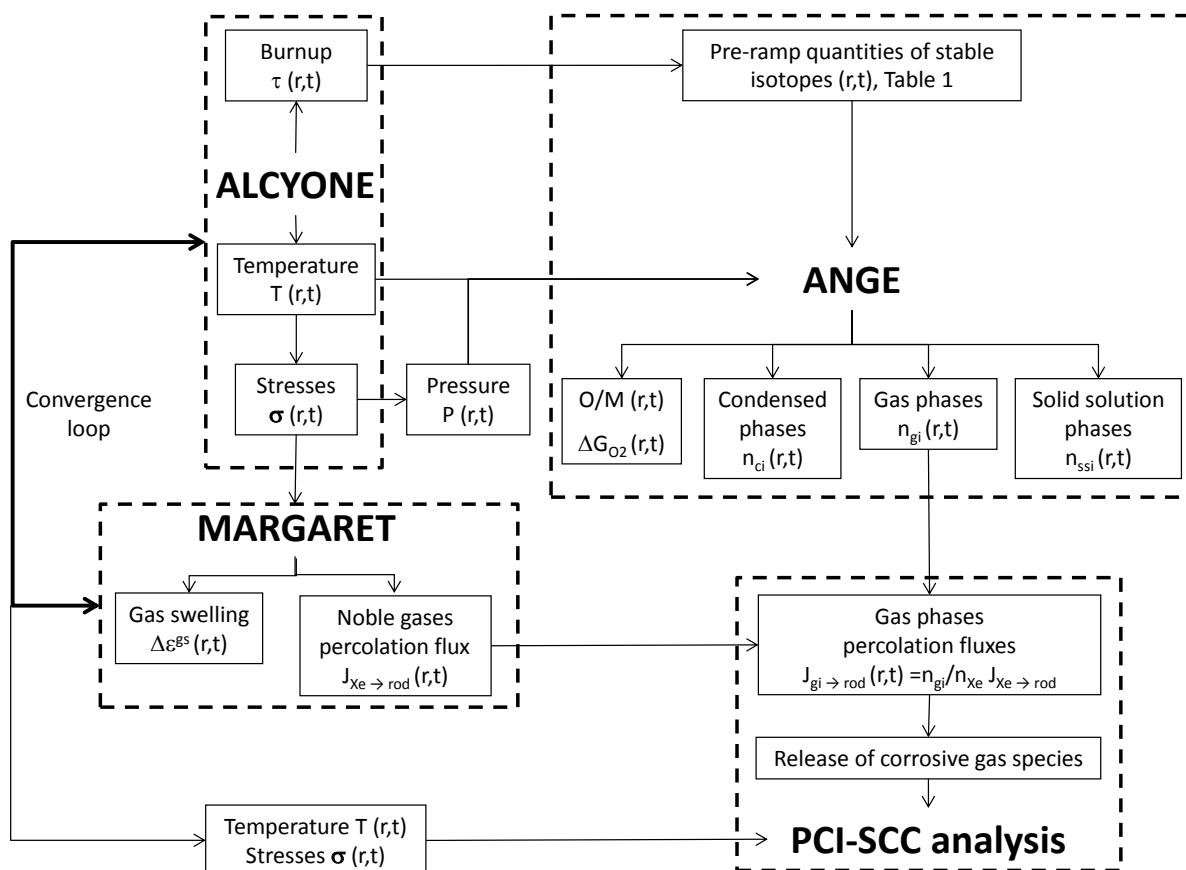 Burnup
τ (r,t)
Pre-ramp quantities of stable
isotopes (r,t), Table 1
ALCYONE
Temperature
T (r,t)
ANGE
Stresses
σ (r,t)
Pressure
P (r,t)
O/M (r,t)
ΔG_O2 (r,t)
Condensed
phases
n_ci (r,t)
Gas phases
n_gi (r,t)
Solid solution
phases
n_ssi (r,t)
Convergence
loop
MARGARET
Gas swelling
Δε^gs (r,t)
Noble gases
percolation flux
J_Xe → rod (r,t)
Gas phases
percolation fluxes
J_gi → rod (r,t) =n_gi/n_Xe J_Xe → rod
Release of corrosive gas species
Temperature T (r,t)
Stresses σ (r,t)
PCI-SCC analysis